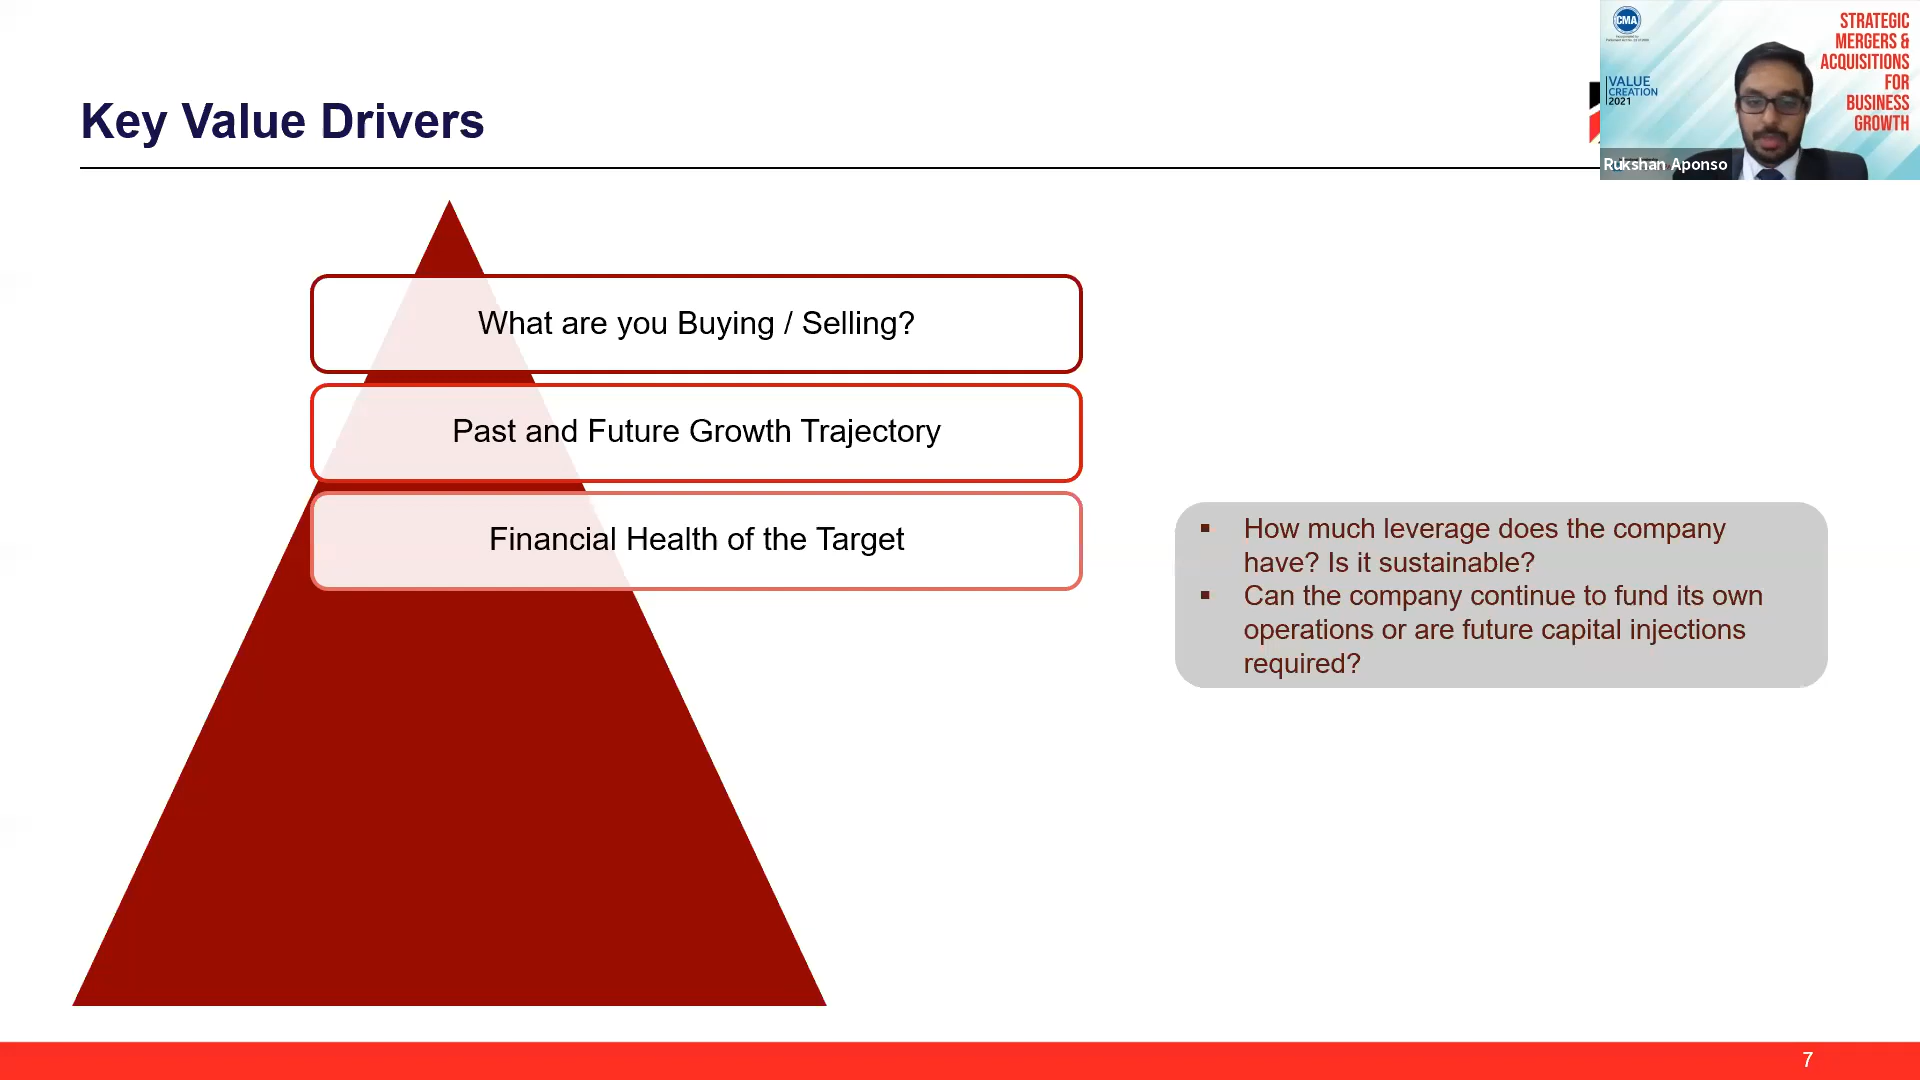 Key Value Drivers
What are you Buying / Selling?
Past and Future Growth Trajectory
Financial Health of the Target
▪ How much leverage does the company
have? Is it sustainable?
▪ Can the company continue to fund its own
operations or are future capital injections
required?
CMA
VALUE
CREATION
2021
STRATEGIC
MERGERS &
ACQUISITIONS
FOR
BUSINESS
GROWTH
Rukshan Aponso
7